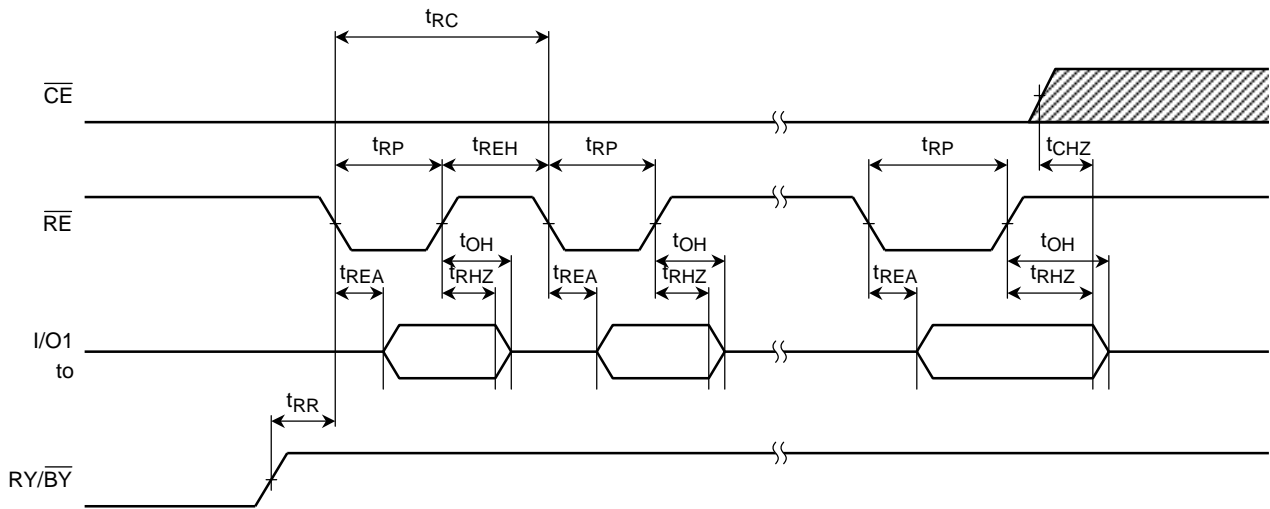 tRC
CE
tRP tREH tRP tRP tCHZ
RE
tOH tOH tOH
tREA tRHZ tREA tRHZ tREA tRHZ
I/O1
to
tRR
RY/BY